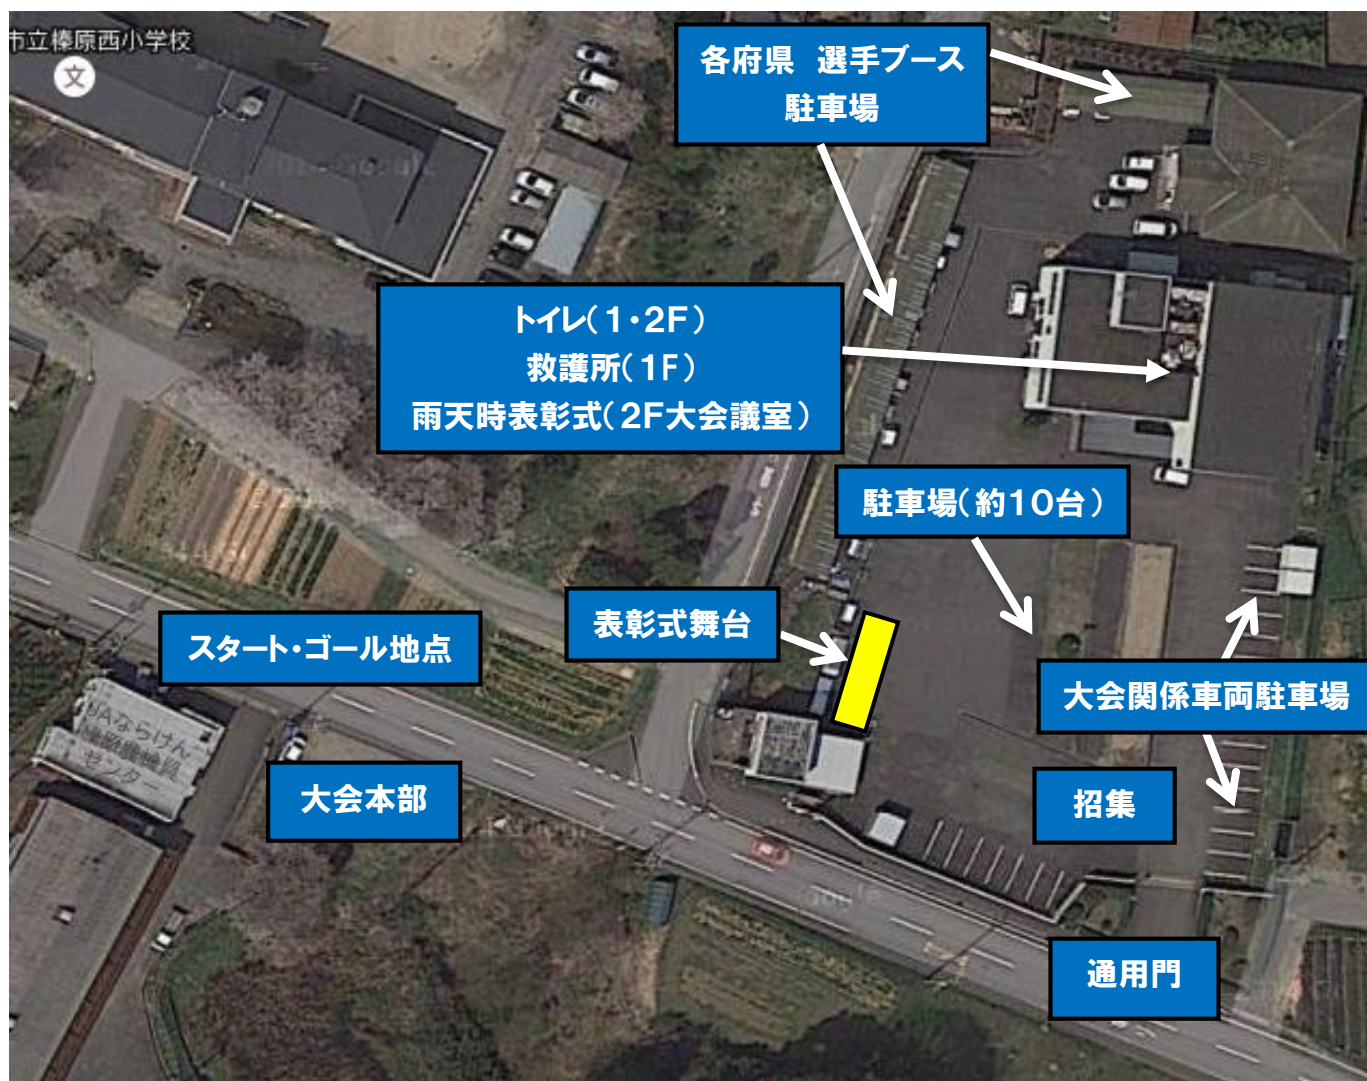 市立榛原西小学校
文
各府県　選手ブース
駐車場
トイレ(１・２F)
救護所(１F)
雨天時表彰式(２F大会議室)
駐車場(約１０台)
表彰式舞台
スタート・ゴール地点
大会関係車両駐車場
JAならけん
センター
大会本部
招集
通用門